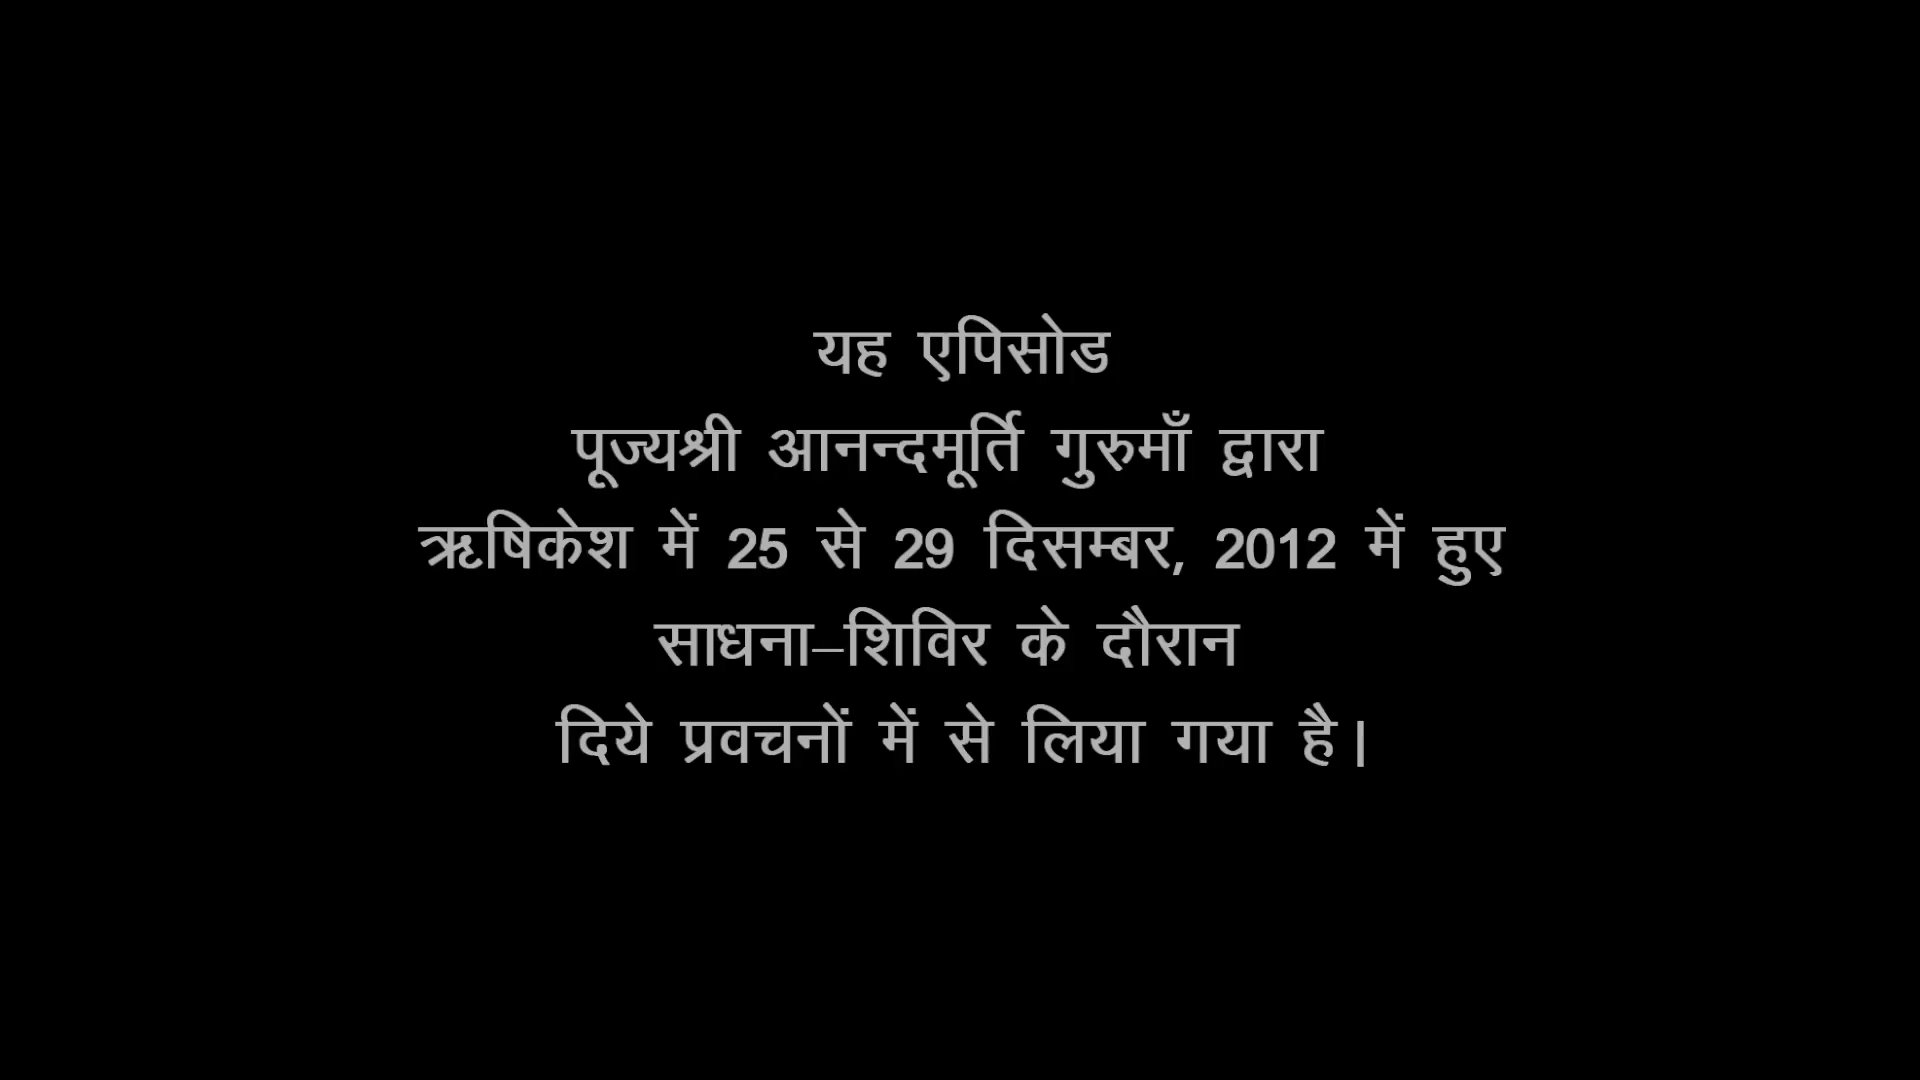 यह एपिसोड
पूज्यश्री आनन्दमूर्ति गुरुमाँ द्वारा
ऋषिकेश में 25 से 29 दिसम्बर, 2012 में हुए
साधना–शिविर के दौरान
दिये प्रवचनों में से लिया गया है।